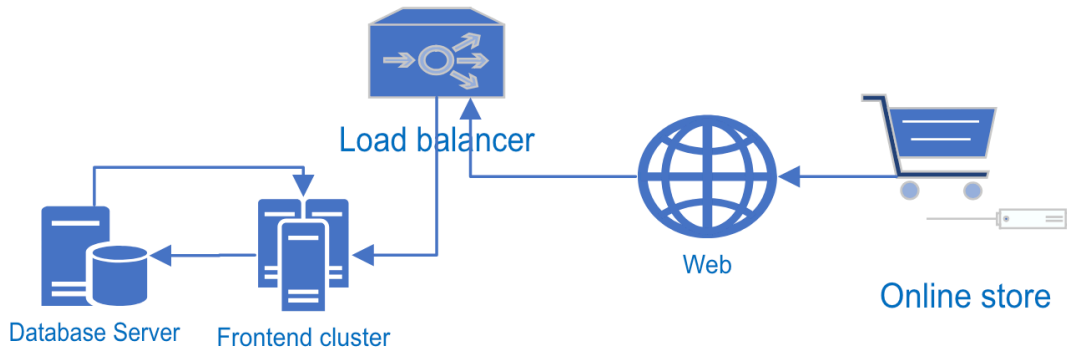 Load balancer
Web
Online store
Database Server
Frontend cluster